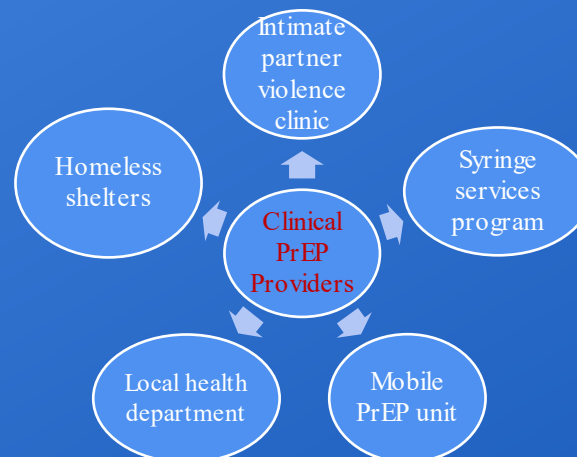 Intimate
partner
violence
clinic
Homeless
shelters
Syringe
services
program
Clinical
PrEP
Providers
Local health
department
Mobile
PrEP unit